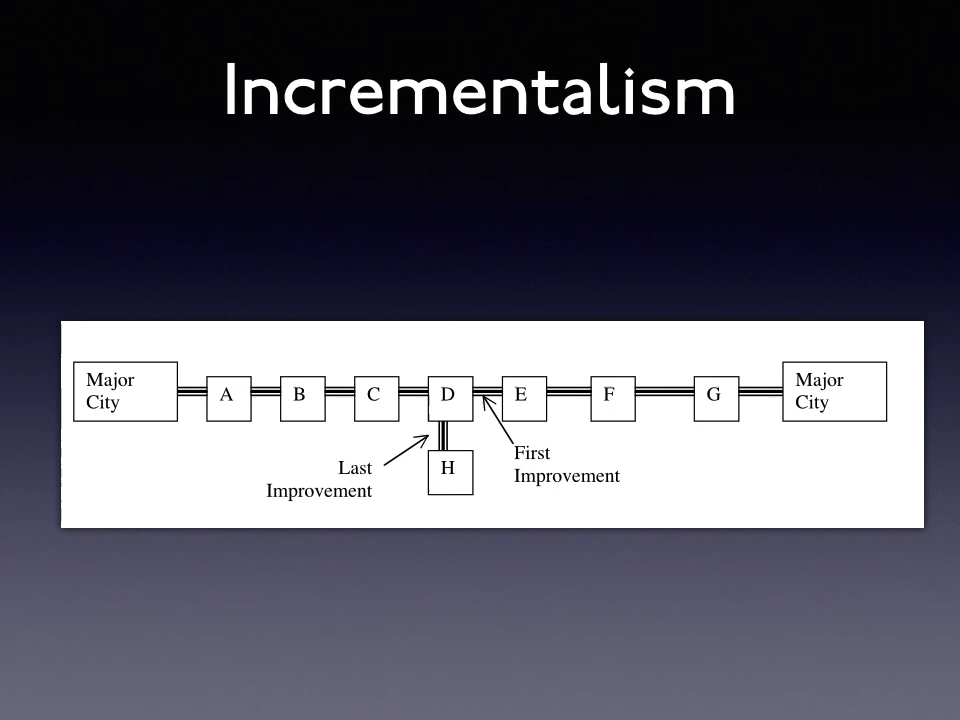 Incrementalism
Major
City
A
B
C
D
E
F
G
Major
City
H
Last
Improvement
First
Improvement